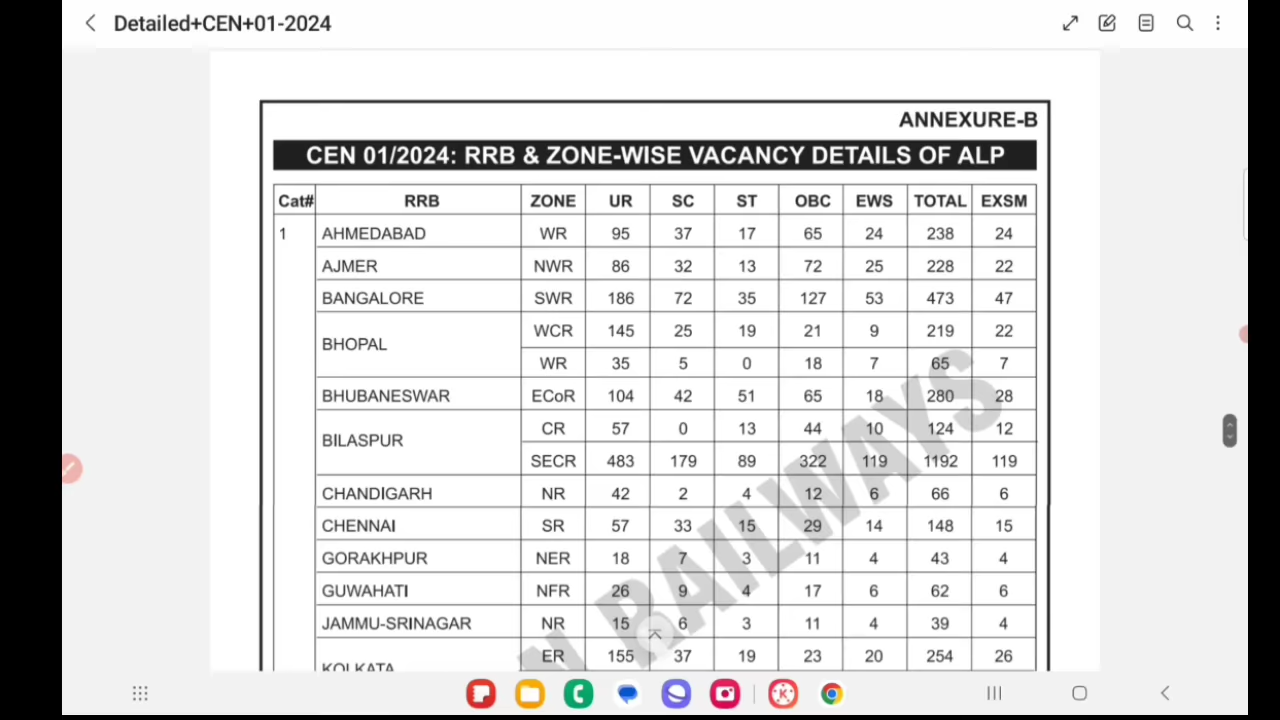 Detailed+CEN+01-2024
ANNEXURE-B
CEN 01/2024: RRB & ZONE-WISE VACANCY DETAILS OF ALP
Cat# RRB ZONE UR SC ST OBC EWS TOTAL EXSM
1 AHMEDABAD WR 95 37 17 65 24 238 24
AJMER NWR 86 32 13 72 25 228 22
BANGALORE SWR 186 72 35 127 53 473 47
BHOPAL WCR 145 25 19 21 9 219 22
WR 35 5 0 18 7 65 7
BHUBANESWAR ECoR 104 42 51 65 18 280 28
BILASPUR CR 57 0 13 44 10 124 12
SECR 483 179 89 322 119 1192 119
CHANDIGARH NR 42 2 4 12 6 66 6
CHENNAI SR 57 33 15 29 14 148 15
GORAKHPUR NER 18 7 3 11 4 43 4
GUWAHATI NFR 26 9 4 17 6 62 6
JAMMU-SRINAGAR NR 15 6 3 11 4 39 4
KOLKATA ER 155 37 19 23 20 254 26
N RAILWAYS